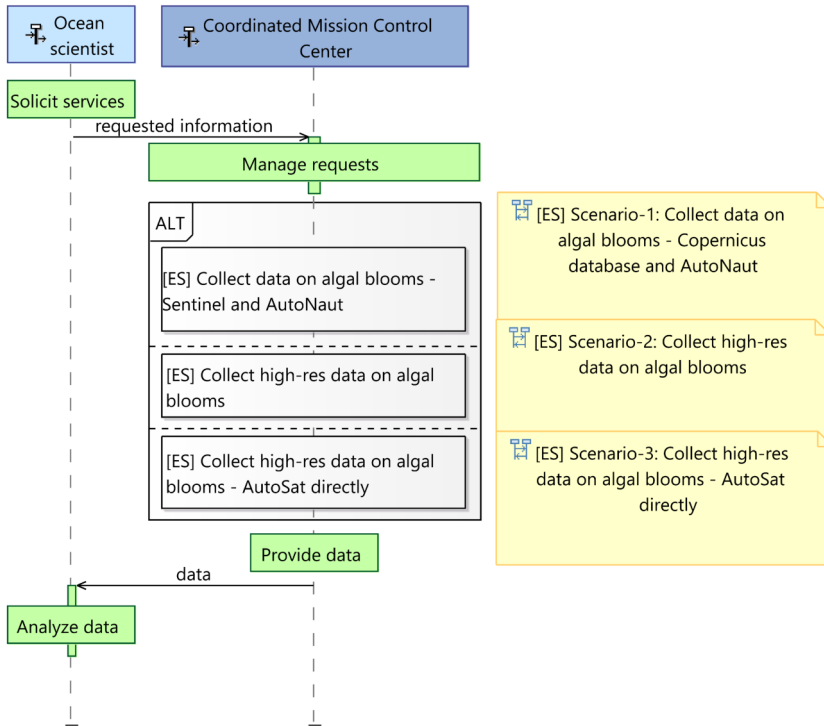 Ocean
scientist
Coordinated Mission Control
Center
Solicit services
requested information
Manage requests
ALT
[ES] Collect data on algal blooms -
Sentinel and AutoNaut
[ES] Scenario-1: Collect data on
algal blooms - Copernicus
database and AutoNaut
[ES] Collect high-res data on algal
blooms
[ES] Scenario-2: Collect high-res
data on algal blooms
[ES] Collect high-res data on algal
blooms - AutoSat directly
[ES] Scenario-3: Collect high-res
data on algal blooms - AutoSat
directly
Provide data
data
Analyze data